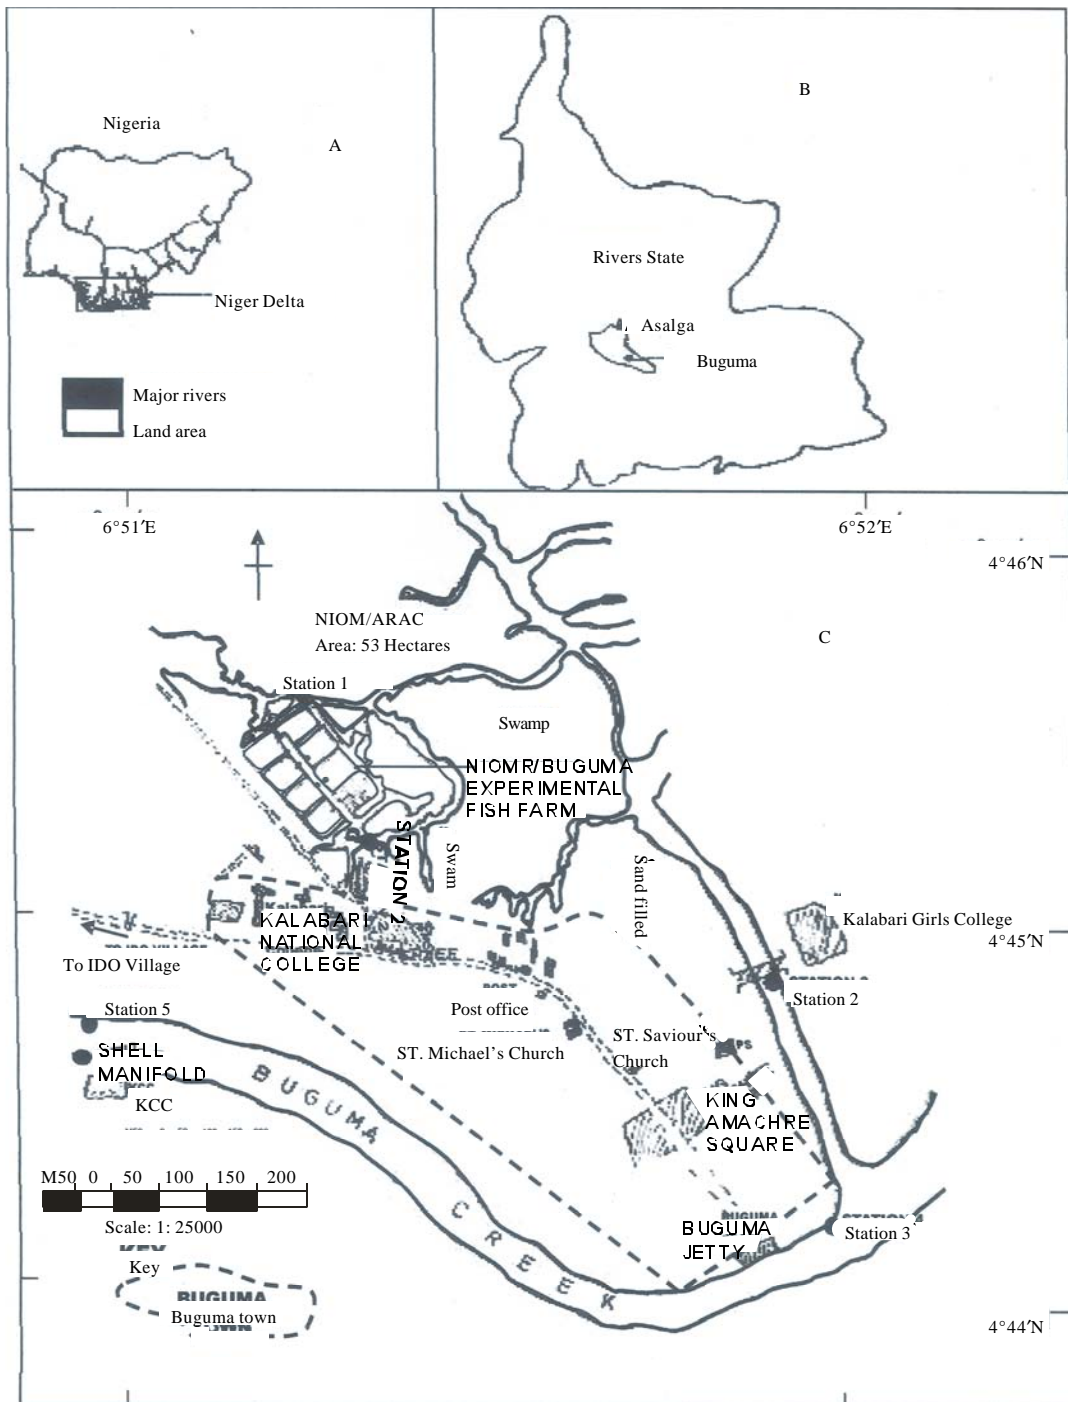 Nigeria
A
Niger Delta
Major rivers
Land area
B
Rivers State
Asalga
Buguma
6°51′E
6°52′E
4°46′N
C
NIOM/ARAC
Area: 53 Hectares
Station 1
Swamp
NIOMR/BUGUMA
EXPERIMENTAL
FISH FARM
STATION 2
Swam
Sand filled
KALABARI
NATIONAL
COLLEGE
Kalabari Girls College
4°45′N
To IDO Village
Station 2
Station 5
Post office
SHELL
MANIFOLD
ST. Michael's Church
ST. Saviour's
Church
KCC
BUGUMA
CREEK
KING
AMACHRE
SQUARE
M50 0 50 100 150 200
Scale: 1: 25000
BUGUMA
BUGUMA
JETTY
Station 3
KEY
Key
BUGUMA
Buguma town
4°44′N